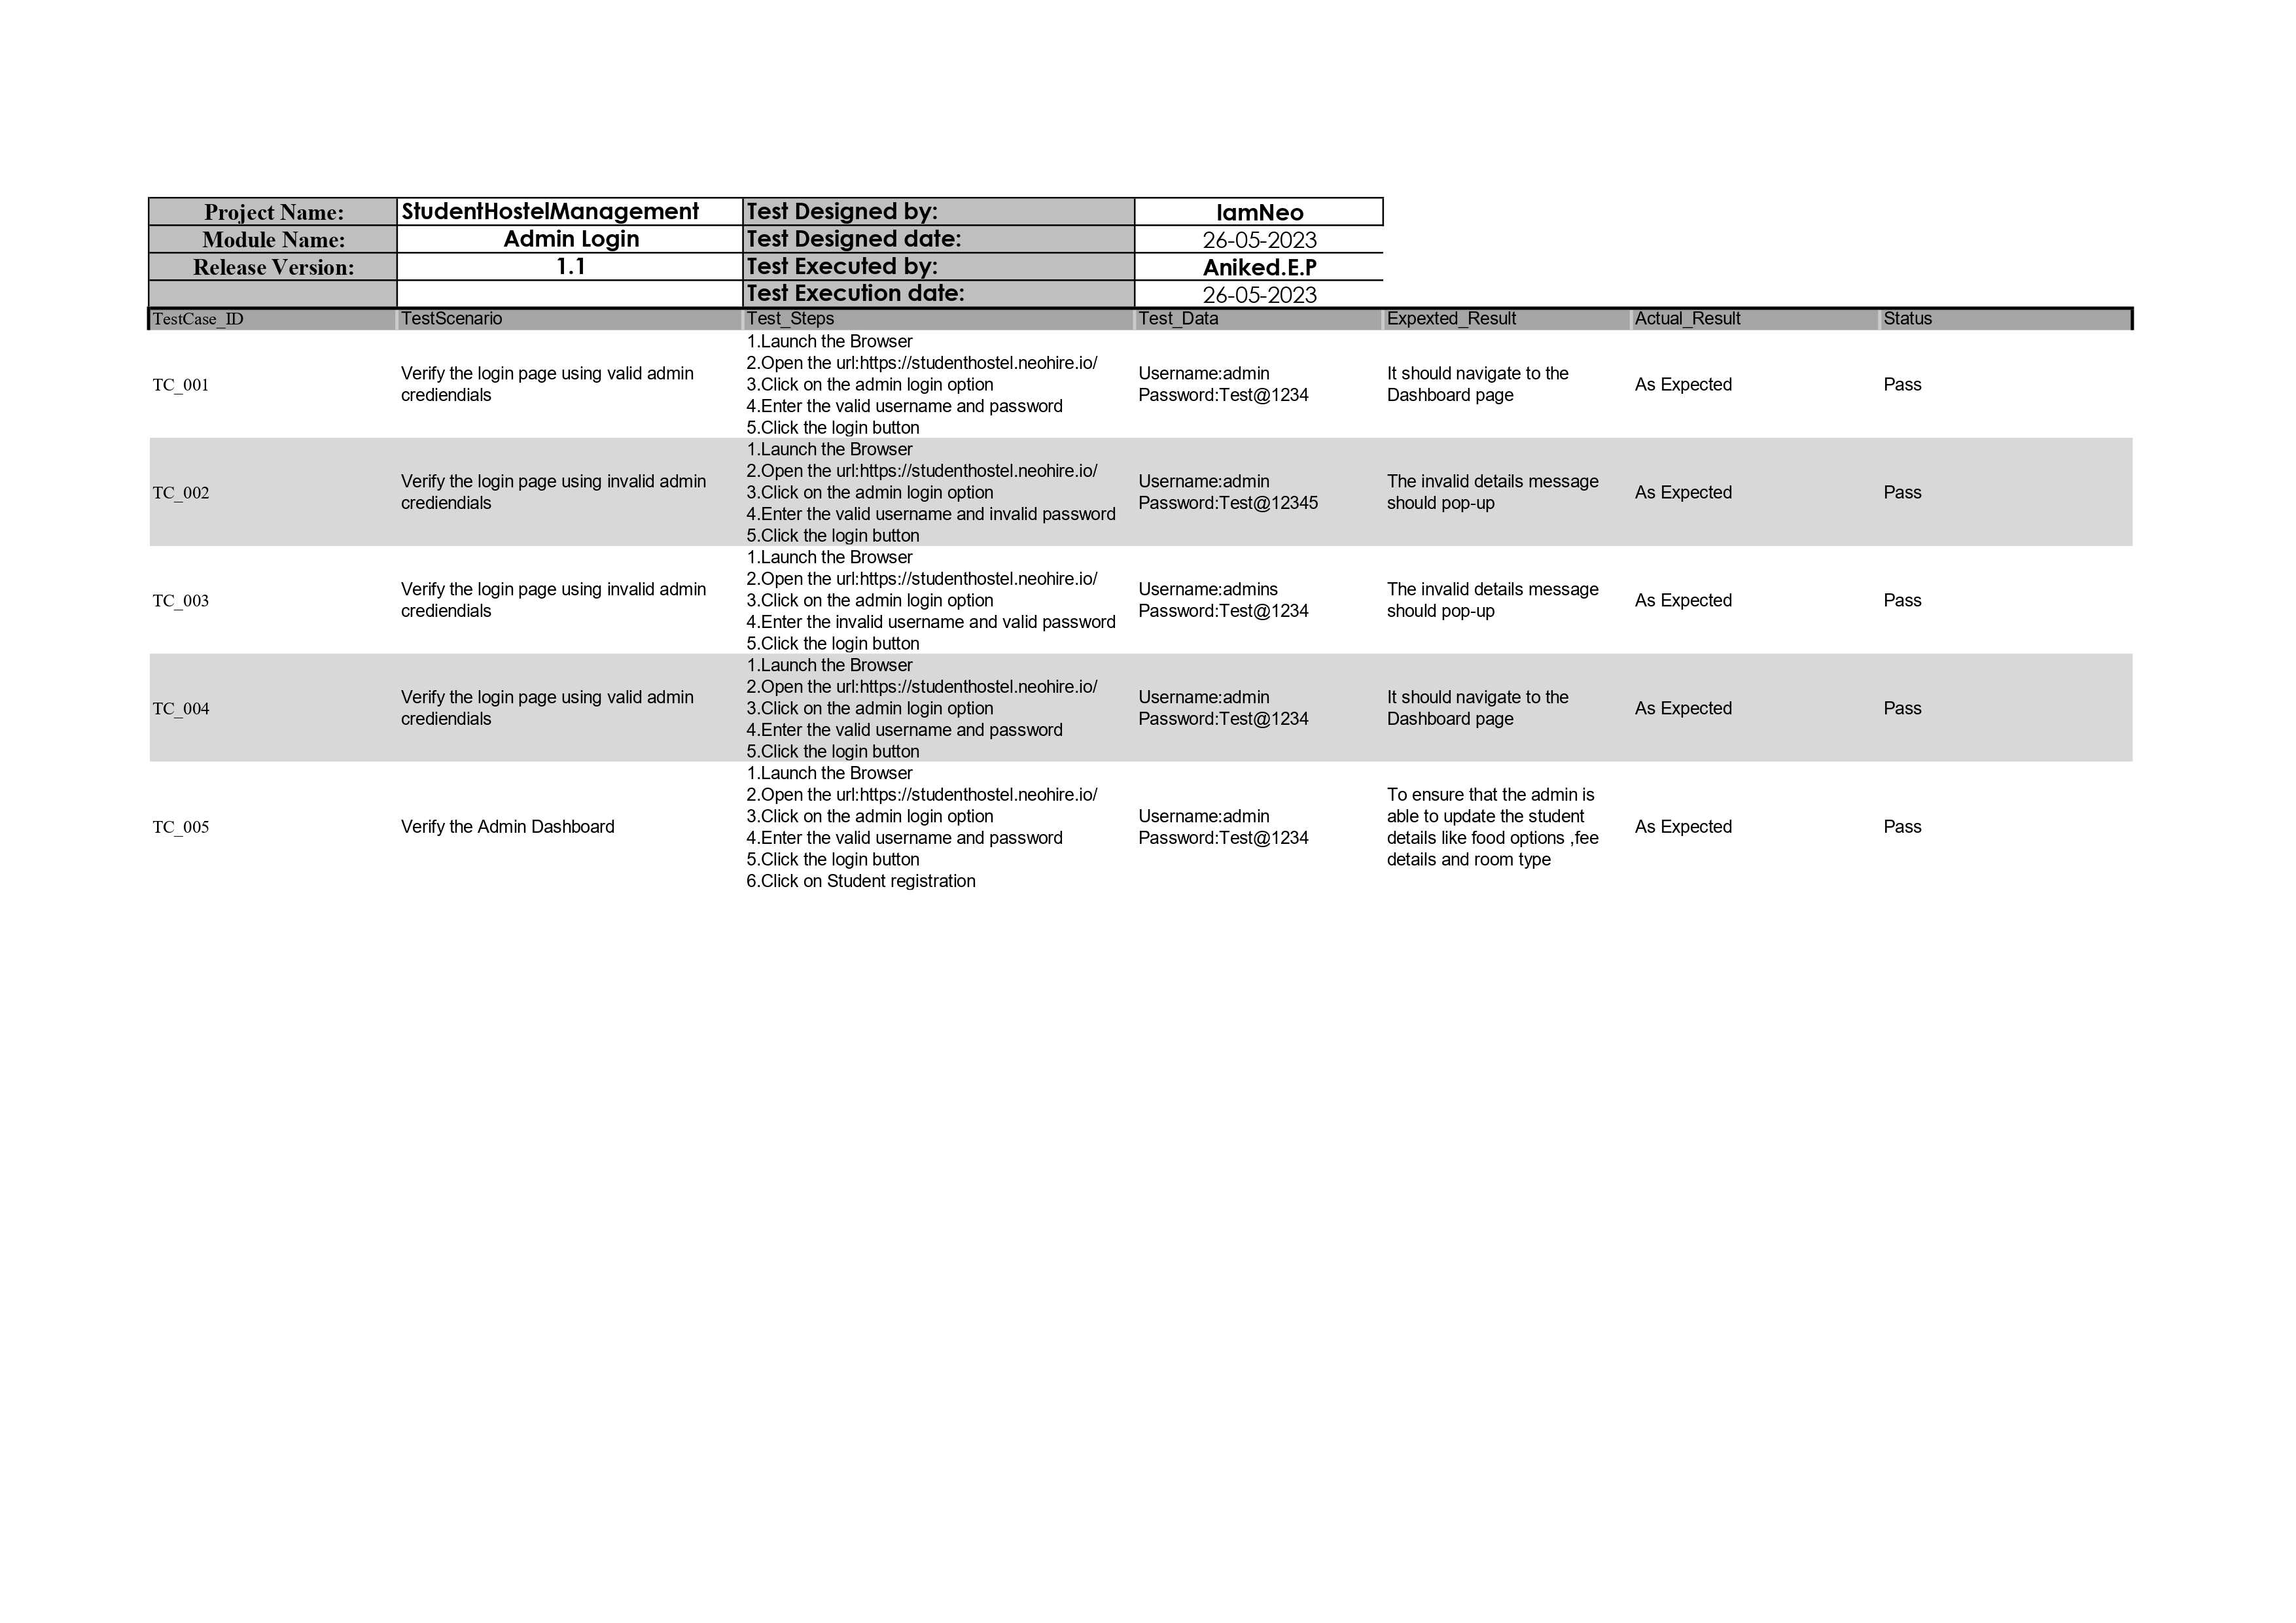 Project Name: StudentHostelManagement Test Designed by: IamNeo
Module Name: Admin Login Test Designed date: 26-05-2023
Release Version: 1.1 Test Executed by: Aniked.E.P
Test Execution date: 26-05-2023
TestCase_ID TestScenario Test_Steps Test_Data Expexted_Result Actual_Result Status
TC_001
Verify the login page using valid admin
crediendials
1.Launch the Browser
2.Open the url:https://studenthostel.neohire.io/
3.Click on the admin login option
4.Enter the valid username and password
5.Click the login button
Username:admin
Password:Test@1234
It should navigate to the
Dashboard page
As Expected
Pass
TC_002
Verify the login page using invalid admin
crediendials
1.Launch the Browser
2.Open the url:https://studenthostel.neohire.io/
3.Click on the admin login option
4.Enter the valid username and invalid password
5.Click the login button
Username:admin
Password:Test@12345
The invalid details message
should pop-up
As Expected
Pass
TC_003
Verify the login page using invalid admin
crediendials
1.Launch the Browser
2.Open the url:https://studenthostel.neohire.io/
3.Click on the admin login option
4.Enter the invalid username and valid password
5.Click the login button
Username:admins
Password:Test@1234
The invalid details message
should pop-up
As Expected
Pass
TC_004
Verify the login page using valid admin
crediendials
1.Launch the Browser
2.Open the url:https://studenthostel.neohire.io/
3.Click on the admin login option
4.Enter the valid username and password
5.Click the login button
Username:admin
Password:Test@1234
It should navigate to the
Dashboard page
As Expected
Pass
TC_005
Verify the Admin Dashboard
1.Launch the Browser
2.Open the url:https://studenthostel.neohire.io/
3.Click on the admin login option
4.Enter the valid username and password
5.Click the login button
6.Click on Student registration
Username:admin
Password:Test@1234
To ensure that the admin is
able to update the student
details like food options ,fee
details and room type
As Expected
Pass